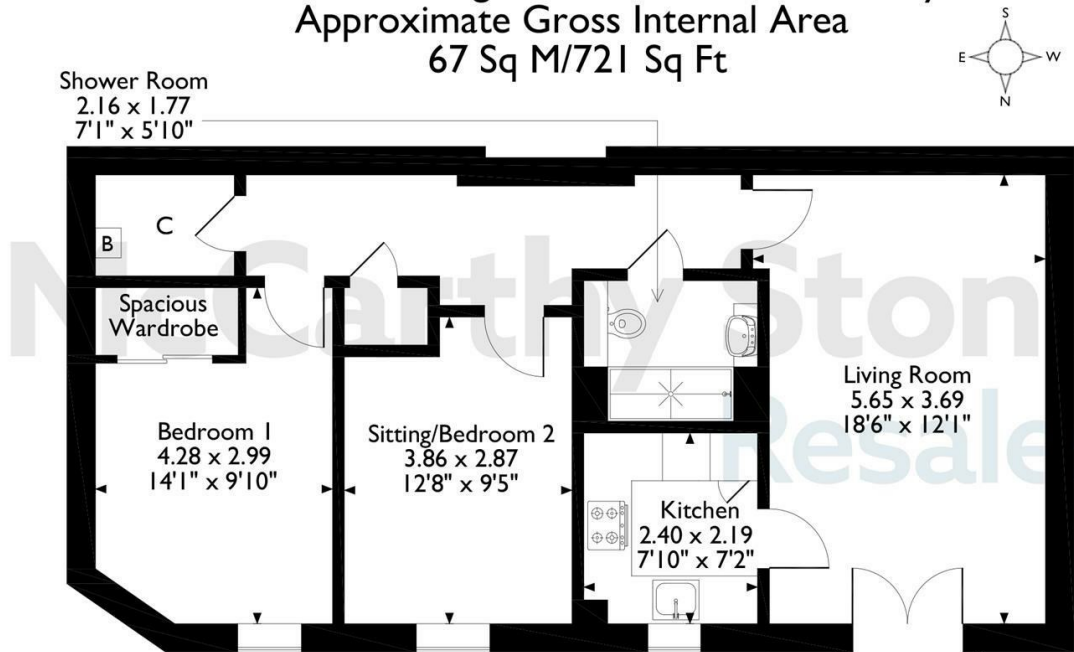 Approximate Gross Internal Area
67 Sq M/721 Sq Ft
S
E W
N
Shower Room
2.16 x 1.77
7'1" x 5'10"
B
C
Spacious
Wardrobe
McCarthy Stone
Resale
Bedroom 1
4.28 x 2.99
14'1" x 9'10"
Sitting/Bedroom 2
3.86 x 2.87
12'8" x 9'5"
Kitchen
2.40 x 2.19
7'10" x 7'2"
Living Room
5.65 x 3.69
18'6" x 12'1"